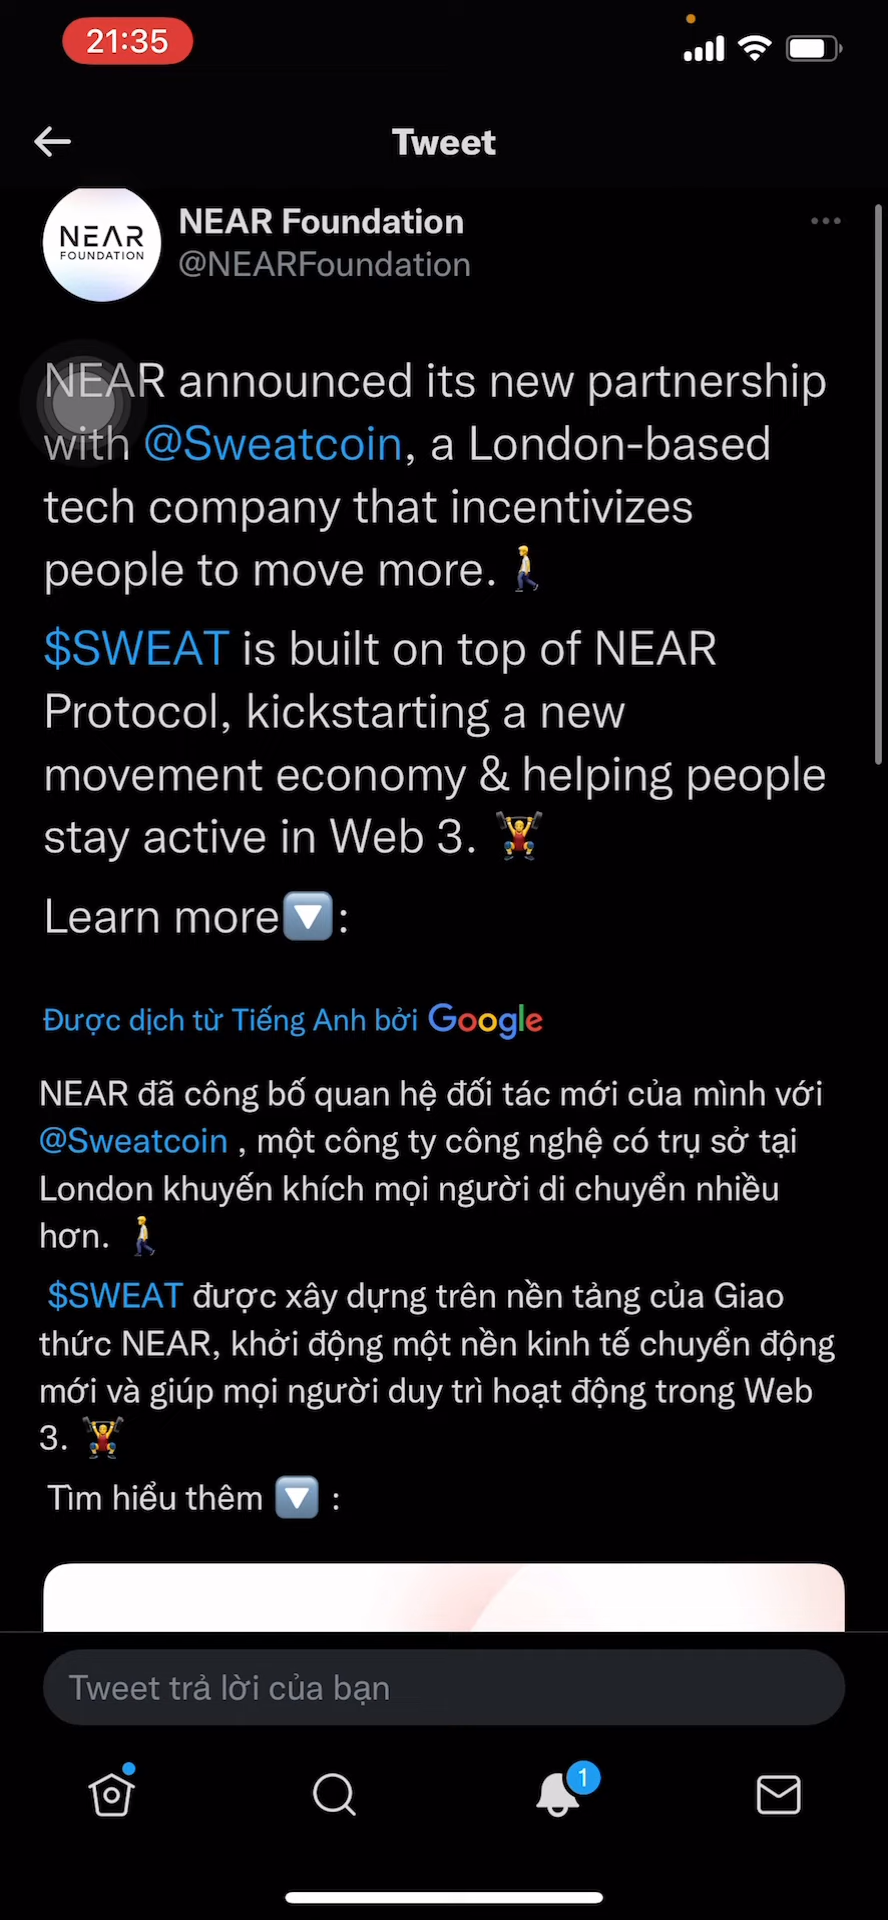 21:35
Tweet
NEAR
FOUNDATION
NEAR Foundation
@NEARFoundation
NEAR announced its new partnership
with @Sweatcoin, a London-based
tech company that incentivizes
people to move more. 🚶
$SWEAT is built on top of NEAR
Protocol, kickstarting a new
movement economy & helping people
stay active in Web 3. 🏋️
Learn more🔽:
Được dịch từ Tiếng Anh bởi Google
NEAR đã công bố quan hệ đối tác mới của mình với
@Sweatcoin , một công ty công nghệ có trụ sở tại
London khuyến khích mọi người di chuyển nhiều
hơn. 🚶
$SWEAT được xây dựng trên nền tảng của Giao
thức NEAR, khởi động một nền kinh tế chuyển động
mới và giúp mọi người duy trì hoạt động trong Web
3. 🏋️
Tìm hiểu thêm 🔽 :
Tweet trả lời của bạn
1